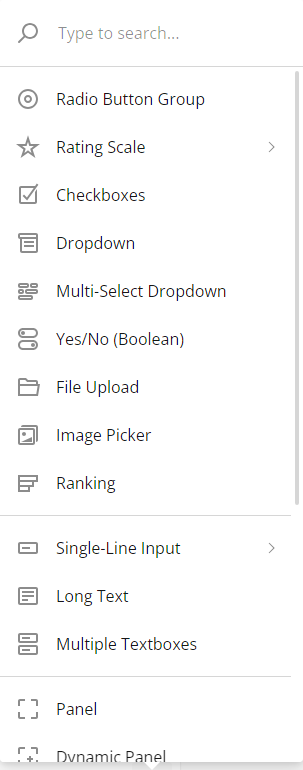 Type to search...
Radio Button Group
Rating Scale
Checkboxes
Dropdown
Multi-Select Dropdown
Yes/No (Boolean)
File Upload
Image Picker
Ranking
Single-Line Input
Long Text
Multiple Textboxes
Panel
Dynamic Panel